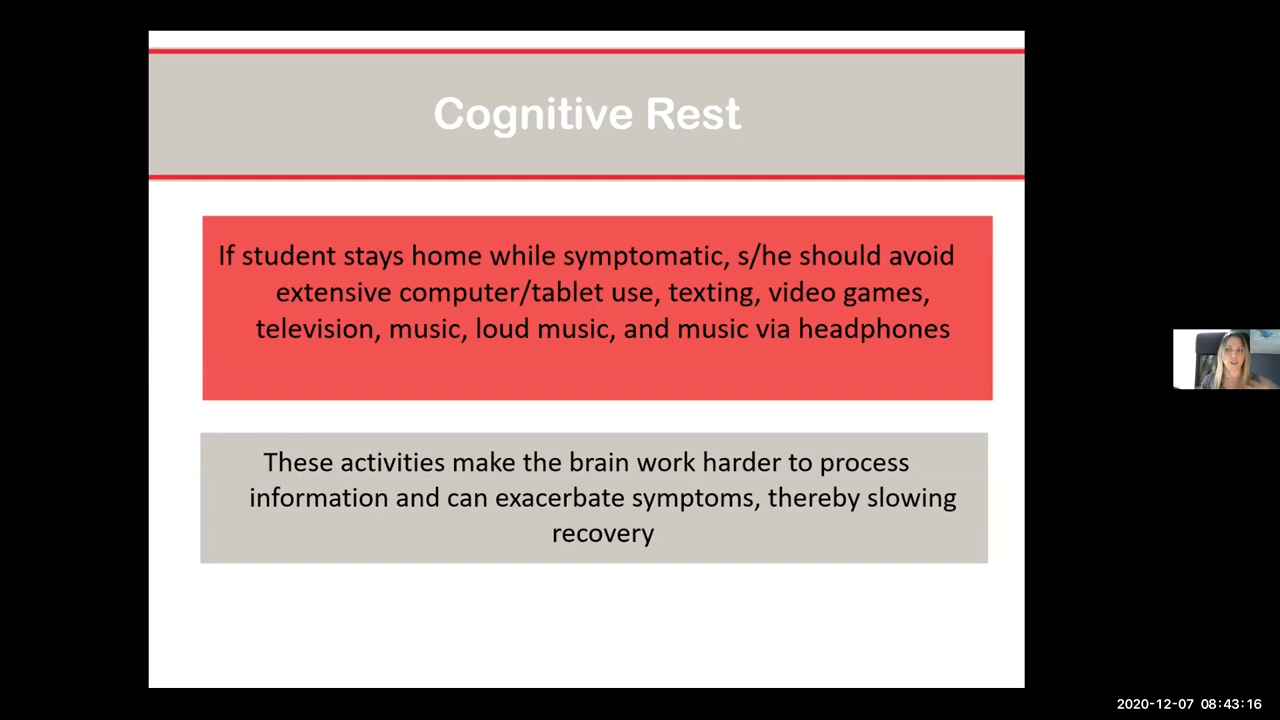 Cognitive Rest
If student stays home while symptomatic, s/he should avoid
extensive computer/tablet use, texting, video games,
television, music, loud music, and music via headphones
These activities make the brain work harder to process
information and can exacerbate symptoms, thereby slowing
recovery
2020-12-07 08:43:16